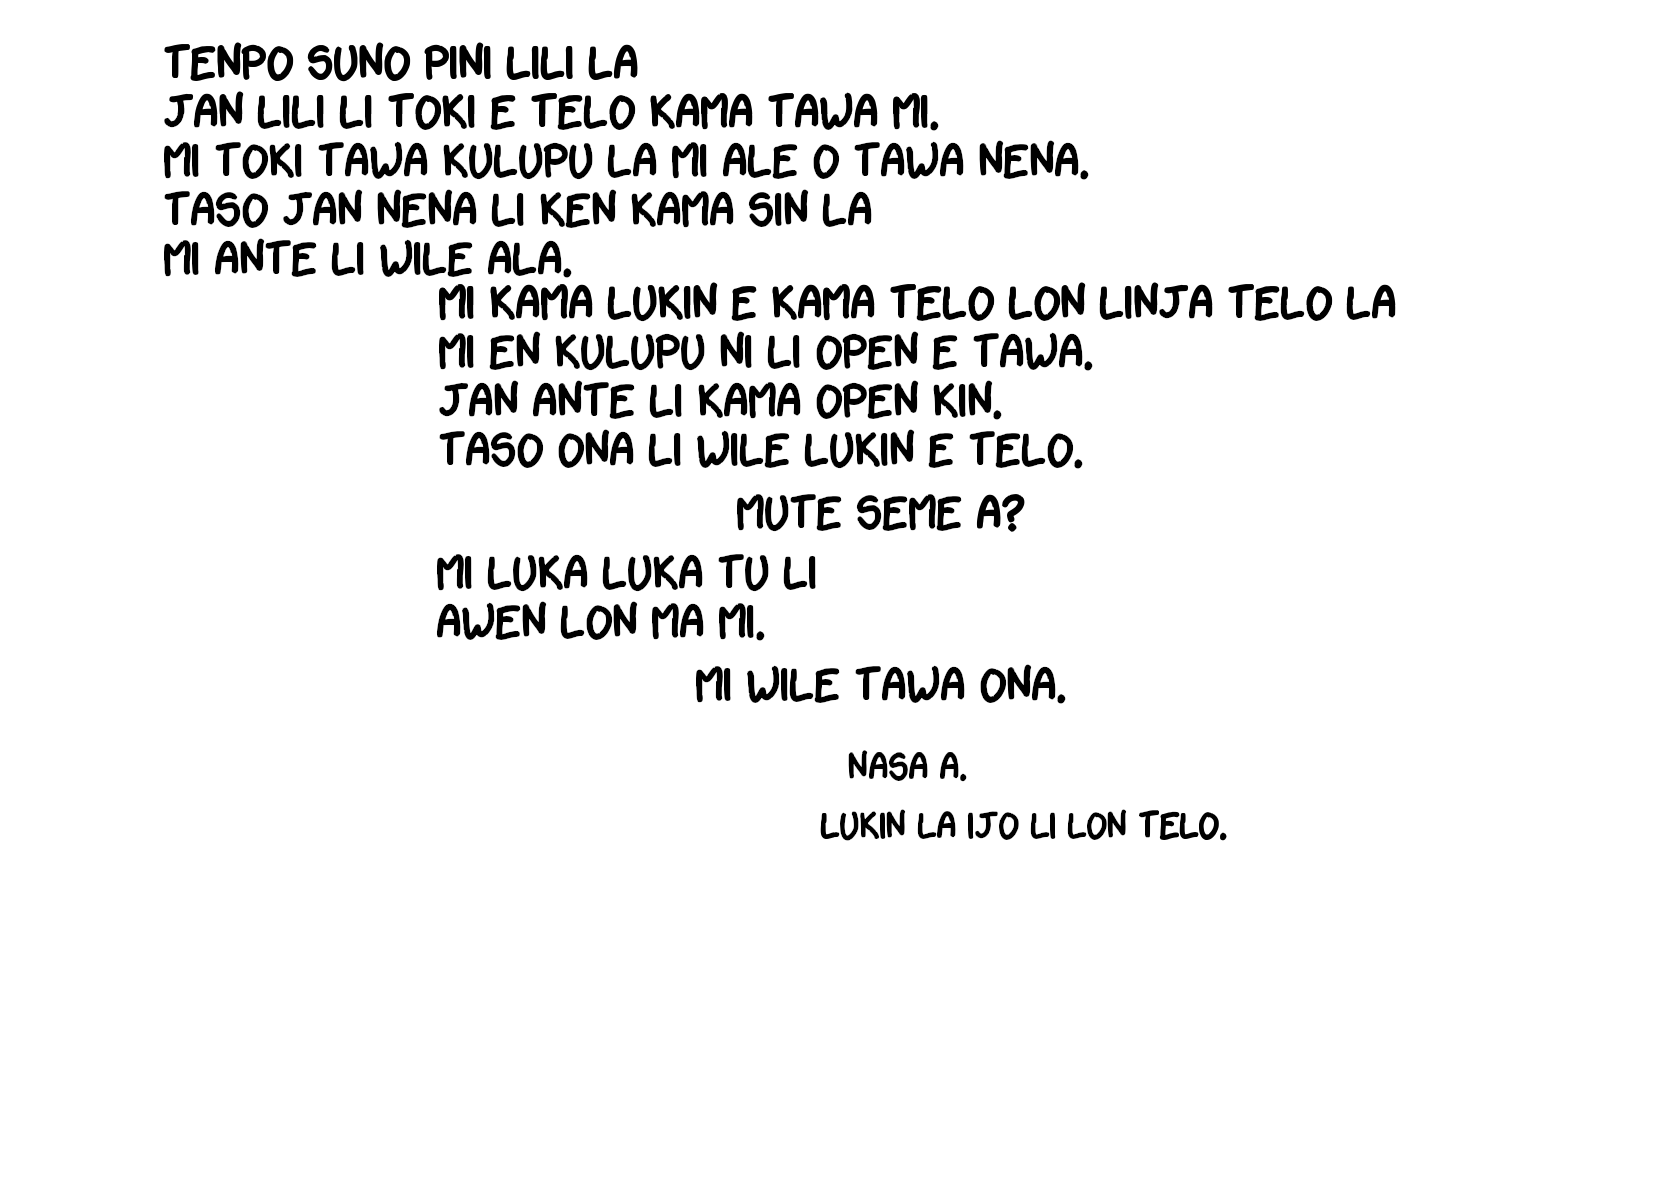 TENPO SUNO PINI LILI LA
JAN LILI LI TOKI E TELO KAMA TAWA MI.
MI TOKI TAWA KULUPU LA MI ALE O TAWA NENA.
TASO JAN NENA LI KEN KAMA SIN LA
MI ANTE LI WILE ALA.
MI KAMA LUKIN E KAMA TELO LON LINJA TELO LA
MI EN KULUPU NI LI OPEN E TAWA.
JAN ANTE LI KAMA OPEN KIN.
TASO ONA LI WILE LUKIN E TELO.
MUTE SEME A?
MI LUKA LUKA TU LI
AWEN LON MA MI.
MI WILE TAWA ONA.
NASA A.
LUKIN LA IJO LI LON TELO.